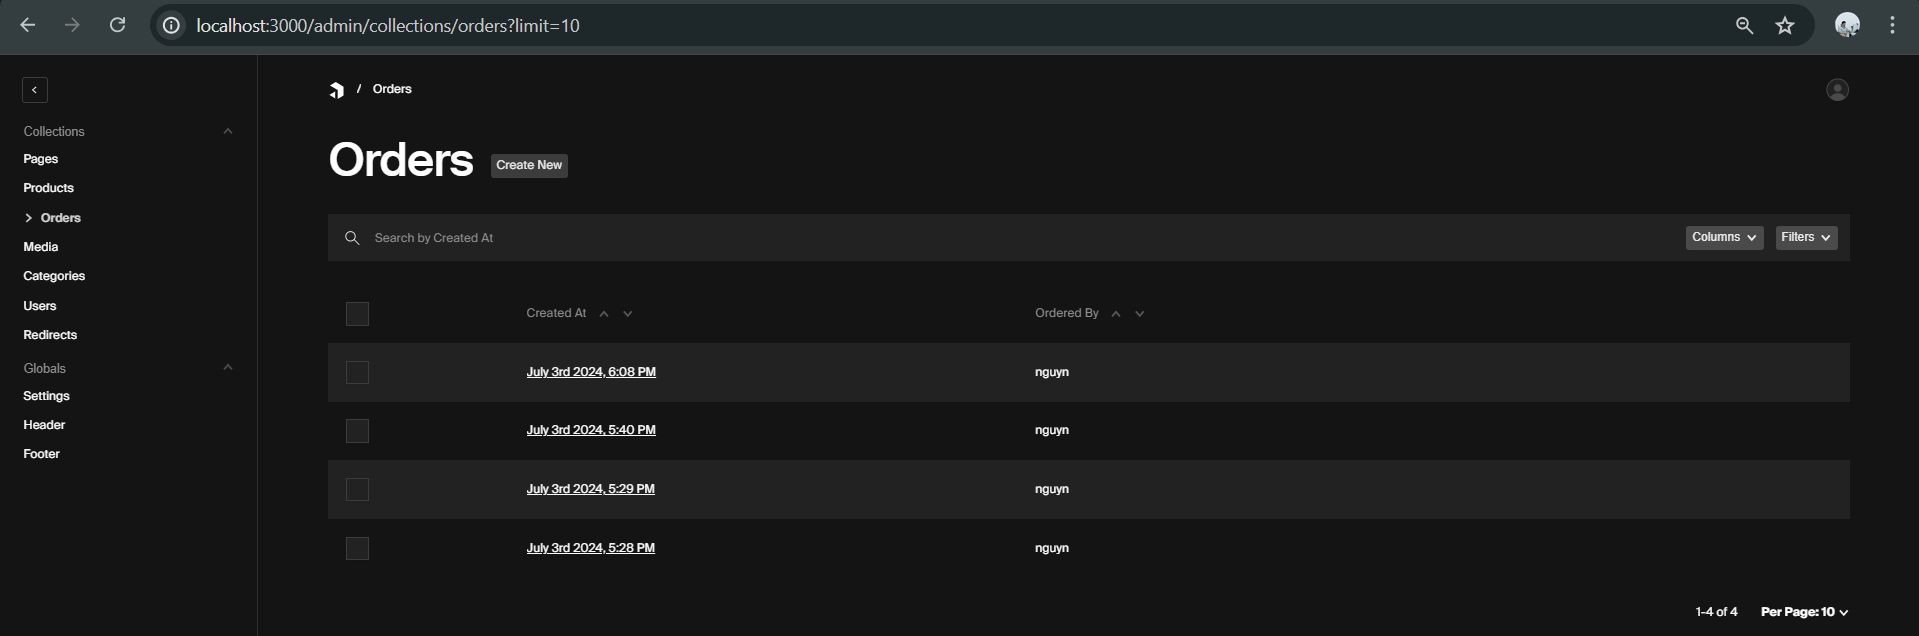 localhost:3000/admin/collections/orders?limit=10
/ Orders
Collections
Pages
Products
Orders
Media
Categories
Users
Redirects
Globals
Settings
Header
Footer
Orders Create New
Search by Created At Columns Filters
Created At Ordered By
July 3rd 2024, 6:08 PM nguyn
July 3rd 2024, 5:40 PM nguyn
July 3rd 2024, 5:29 PM nguyn
July 3rd 2024, 5:28 PM nguyn
1-4 of 4 Per Page: 10